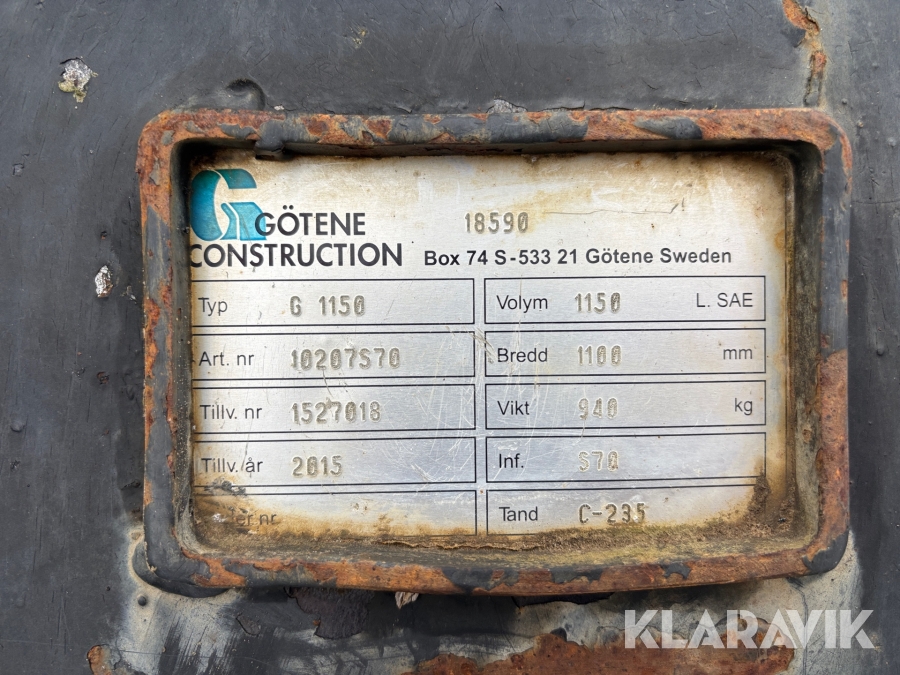 GÖTENE
CONSTRUCTION
18590
Box 74 S-533 21 Götene Sweden
Typ G 1150
Volym 1150 L. SAE
Art. nr 10207S70
Bredd 1100 mm
Tillv. nr 1527018
Vikt 940 kg
Tillv. år 2015
Inf. S70
nr
Tand C-235
KLARAVIK